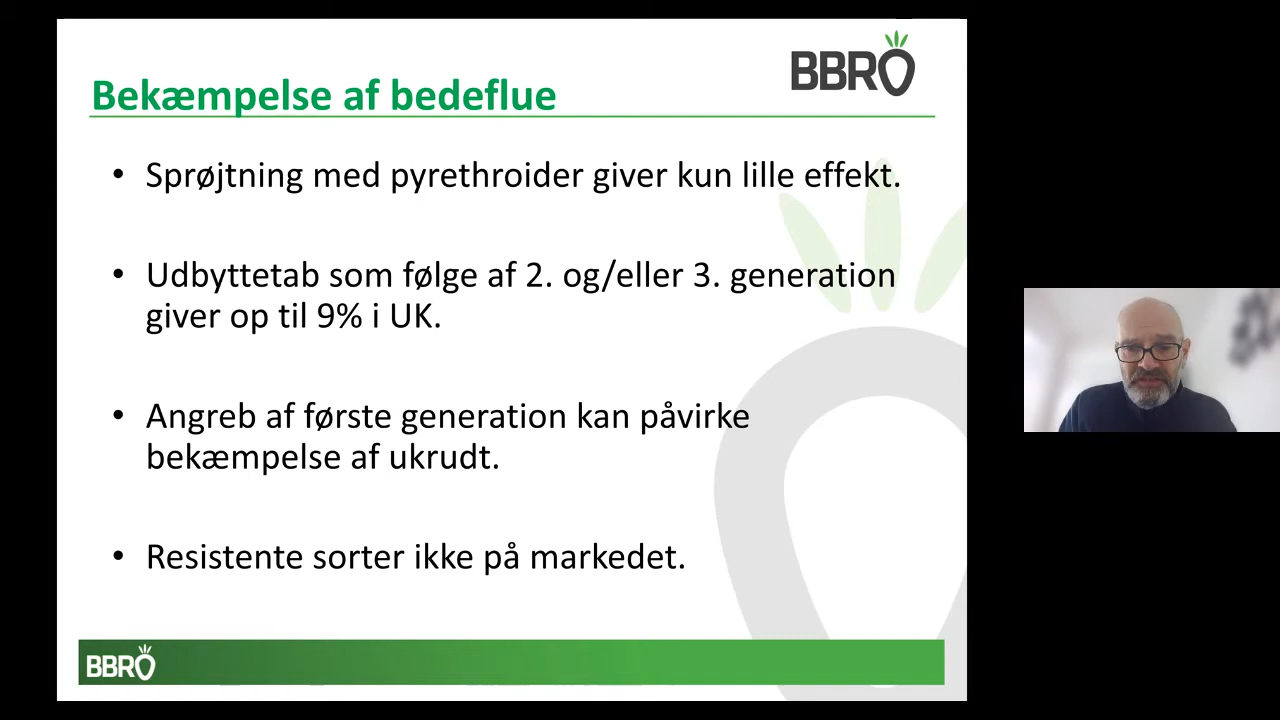 BBRO
Bekæmpelse af bedeflue
• Sprøjtning med pyrethroider giver kun lille effekt.
• Udbyttetab som følge af 2. og/eller 3. generation
giver op til 9% i UK.
• Angreb af første generation kan påvirke
bekæmpelse af ukrudt.
• Resistente sorter ikke på markedet.
BBRO